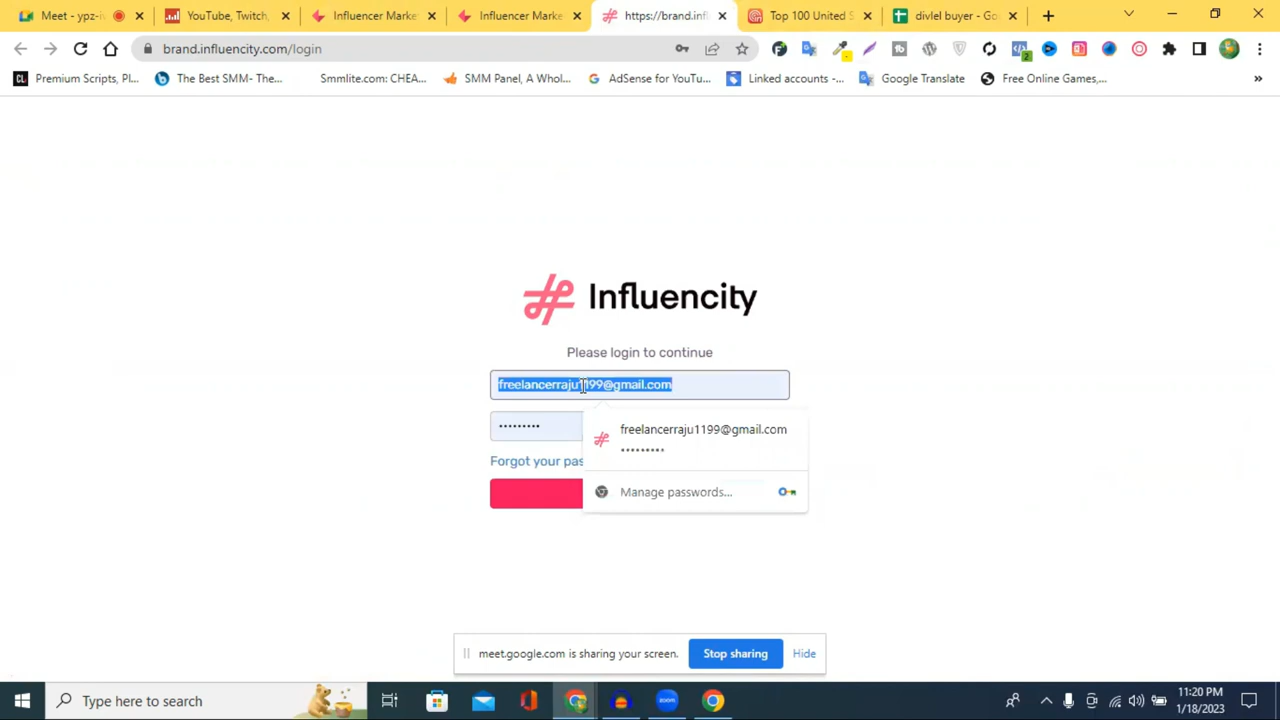 Meet - ypz-i
YouTube, Twitch,
Influencer Marke
Influencer Marke
https://brand.infl
Top 100 United S
divlel buyer - Go
brand.influencity.com/login
2
CL Premium Scripts, Pl...
The Best SMM- The...
Smmlite.com: CHEA...
SMM Panel, A Whol...
AdSense for YouTu...
Linked accounts -...
Google Translate
Free Online Games,...
»
Influencity
Please login to continue
freelancerraju1199@gmail.com
•••••••••
freelancerraju1199@gmail.com
•••••••••
Forgot your pas
Manage passwords...
meet.google.com is sharing your screen.
Stop sharing
Hide
Type here to search
zoom
11:20 PM
1/18/2023